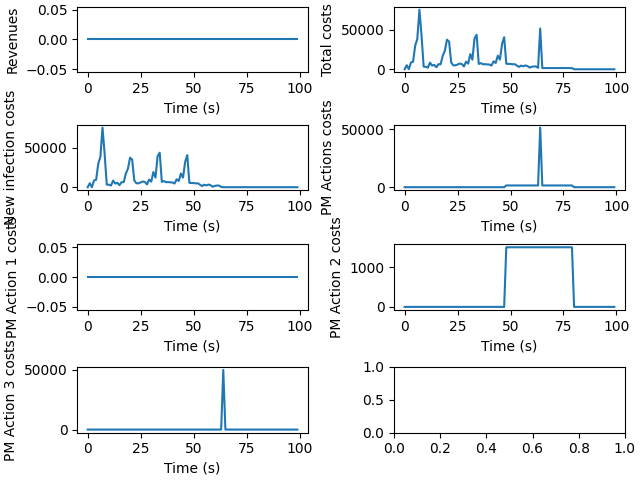 Revenues
0.05
0.00
−0.05
0 25 50 75 100
Time (s)
Total costs
50000
0
0 25 50 75 100
Time (s)
New infection costs
50000
0
0 25 50 75 100
Time (s)
PM Actions costs
50000
0
0 25 50 75 100
Time (s)
PM Action 1 costs
0.05
0.00
−0.05
0 25 50 75 100
Time (s)
PM Action 2 costs
1000
0
0 25 50 75 100
Time (s)
PM Action 3 costs
50000
0
0 25 50 75 100
Time (s)
1.0
0.5
0.0
0.0 0.2 0.4 0.6 0.8 1.0